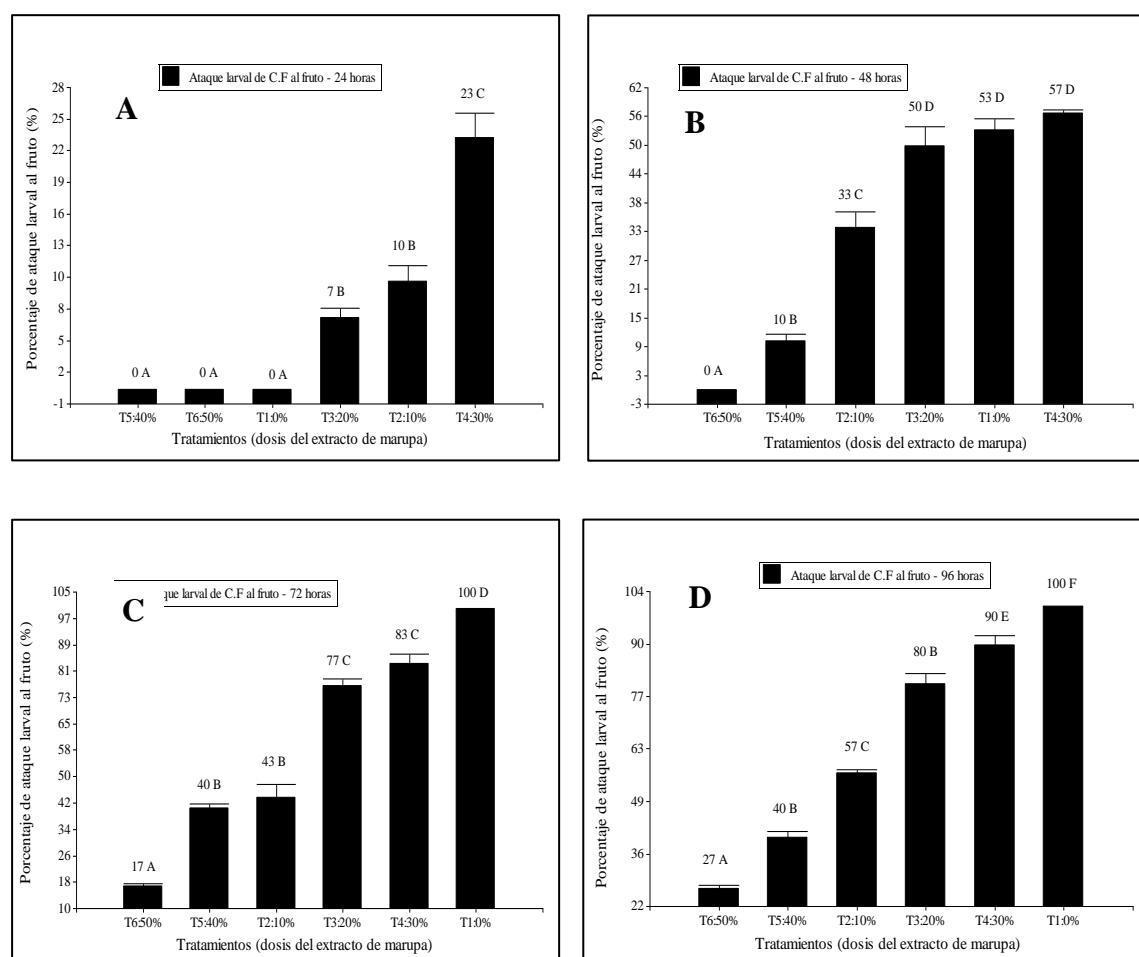 Ataque larval de C.F al fruto - 24 horas
A
Porcentaje de ataque larval al fruto (%)
28
25
22
19
16
13
10
8
5
2
-1
0 A
0 A
0 A
7 B
10 B
23 C
T5:40%
T6:50%
T1:0%
T3:20%
T2:10%
T4:30%
Tratamientos (dosis del extracto de marupa)
Ataque larval de C.F al fruto - 48 horas
B
Porcentaje de ataque larval al fruto (%)
62
56
50
44
38
33
27
21
15
9
3
-3
0 A
10 B
33 C
50 D
53 D
57 D
T6:50%
T5:40%
T2:10%
T3:20%
T1:0%
T4:30%
Tratamientos (dosis del extracto de marupa)
que larval de C.F al fruto - 72 horas
C
Porcentaje de ataque larval al fruto (%)
105
97
89
81
73
65
58
50
42
34
26
18
10
17 A
40 B
43 B
77 C
83 C
100 D
T6:50%
T5:40%
T2:10%
T3:20%
T4:30%
T1:0%
Tratamientos (dosis del extracto de marupa)
Ataque larval de C.F al fruto - 96 horas
D
Porcentaje de ataque larval al fruto (%)
104
90
77
63
49
36
22
27 A
40 B
57 C
80 B
90 E
100 F
T6:50%
T5:40%
T2:10%
T3:20%
T4:30%
T1:0%
Tratamientos (dosis del extracto de marupa)